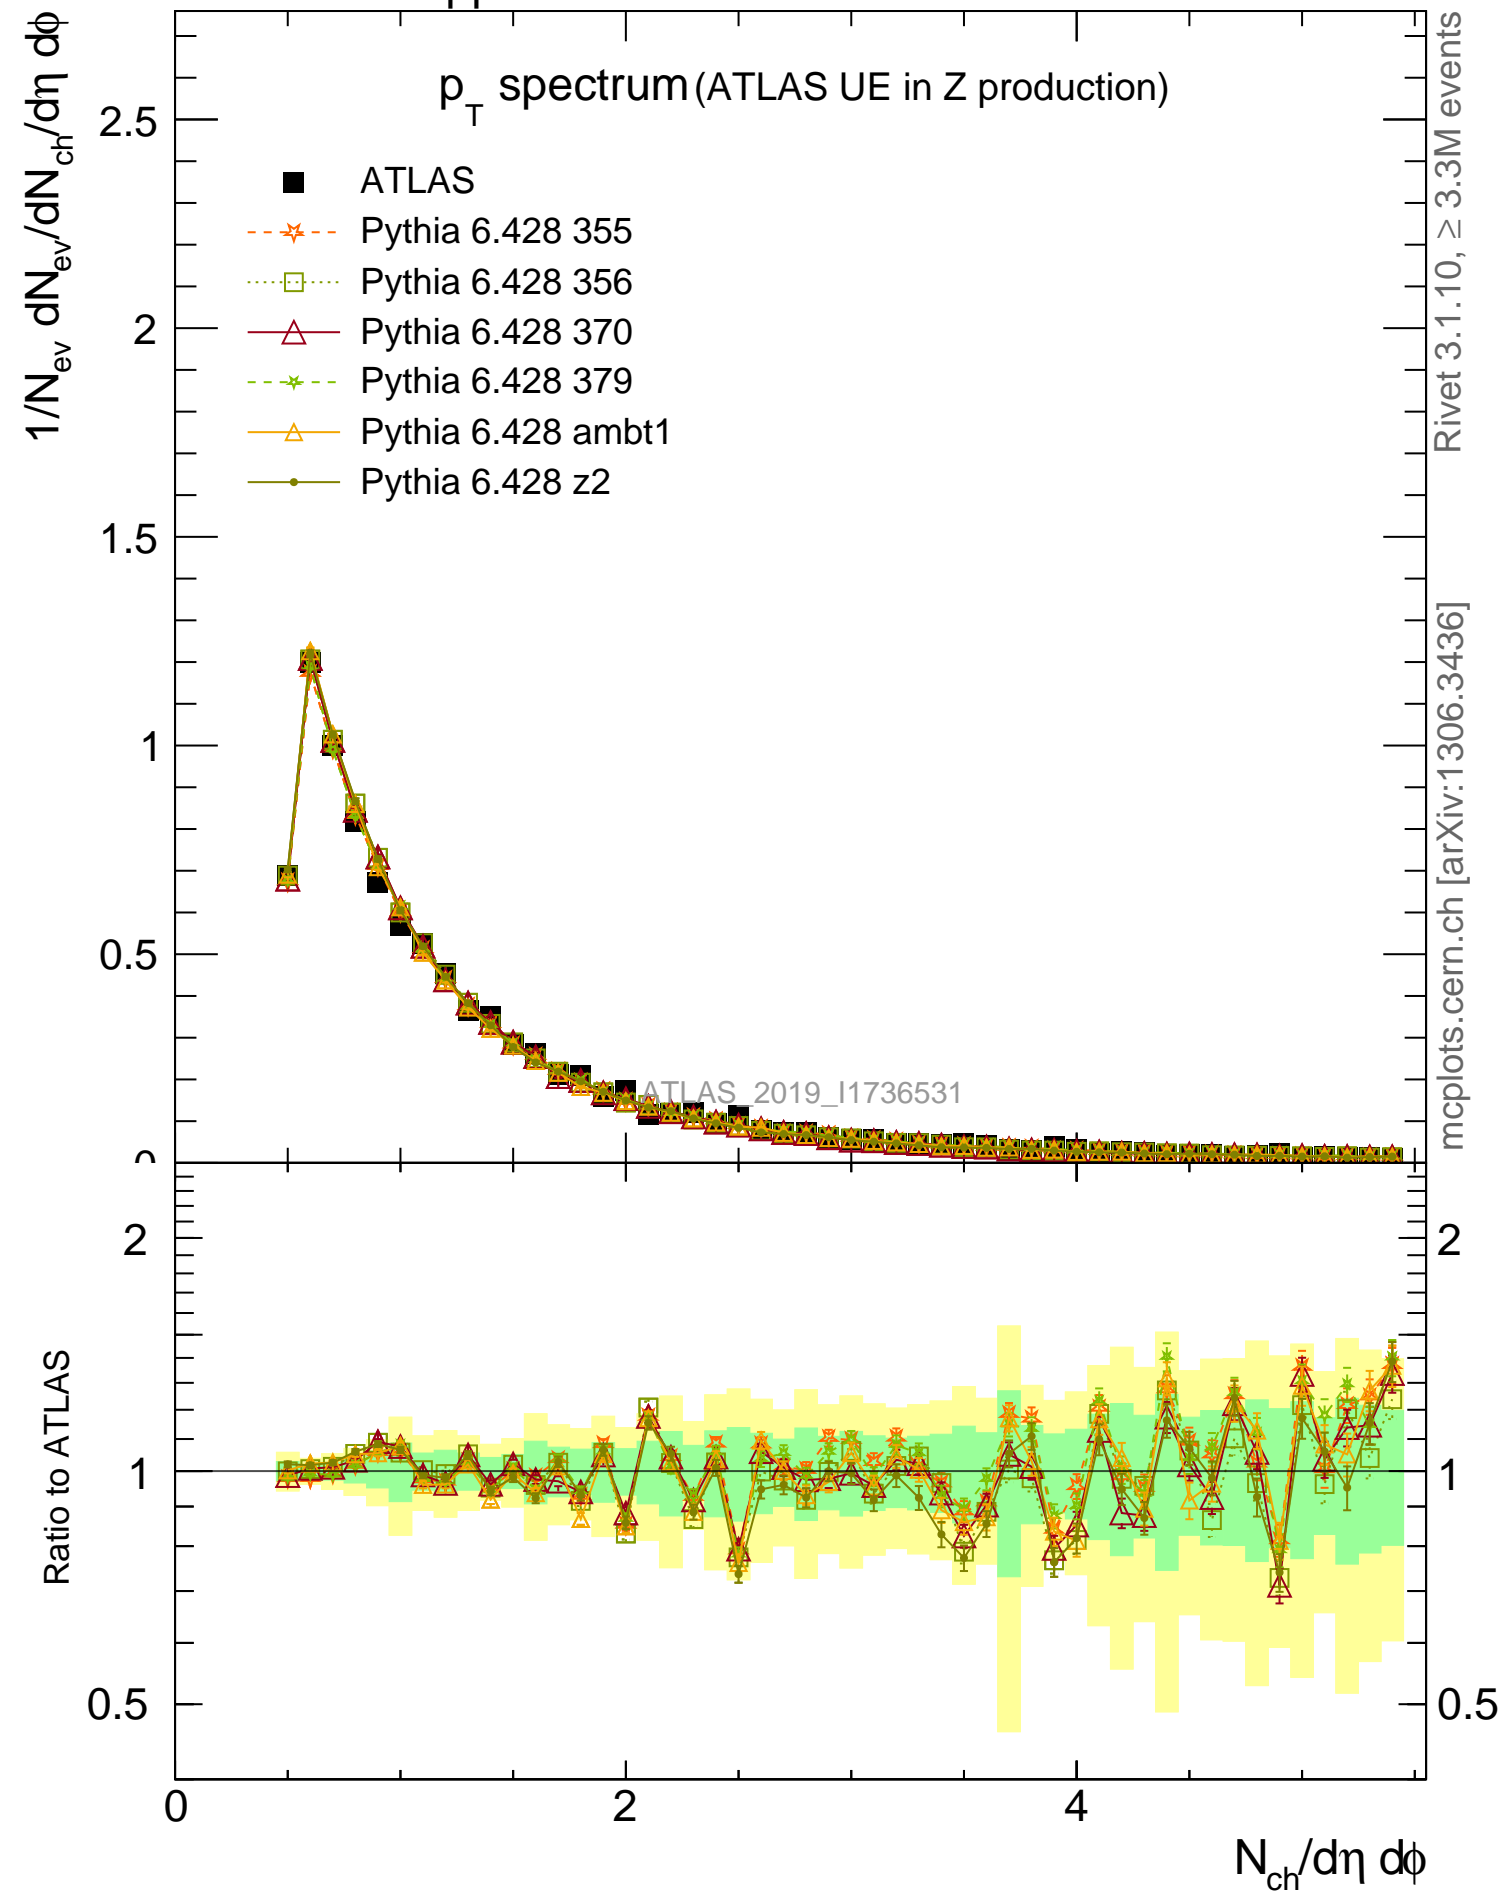 pp
p_T spectrum (ATLAS UE in Z production)
1/N_ev dN_ev/dN_ch/dη dϕ
ATLAS
Pythia 6.428 355
Pythia 6.428 356
Pythia 6.428 370
Pythia 6.428 379
Pythia 6.428 ambt1
Pythia 6.428 z2
2.5
2
1.5
1
0.5
0
ATLAS_2019_I1736531
Rivet 3.1.10, ≥ 3.3M events
mcplots.cern.ch [arXiv:1306.3436]
Ratio to ATLAS
2
1
0.5
2
1
0.5
0
2
4
N_ch/dη dϕ